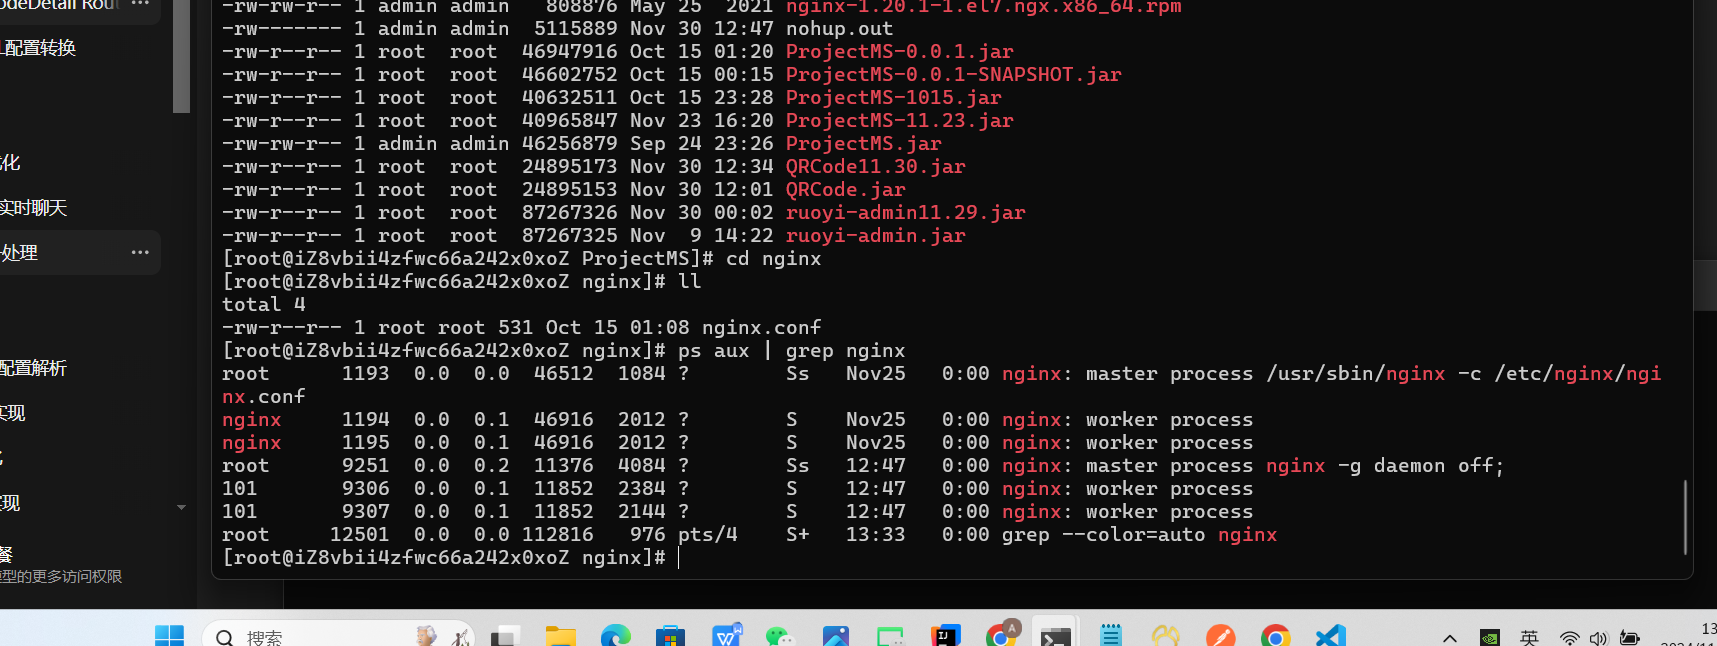 -rw-rw-r-- 1 admin admin   808876 May 25  2021 nginx-1.20.1-1.el7.ngx.x86_64.rpm
-rw------- 1 admin admin  5115889 Nov 30 12:47 nohup.out
-rw-r--r-- 1 root  root  46947916 Oct 15 01:20 ProjectMS-0.0.1.jar
-rw-r--r-- 1 root  root  46602752 Oct 15 00:15 ProjectMS-0.0.1-SNAPSHOT.jar
-rw-r--r-- 1 root  root  40632511 Oct 15 23:28 ProjectMS-1015.jar
-rw-r--r-- 1 root  root  40965847 Nov 23 16:20 ProjectMS-11.23.jar
-rw-rw-r-- 1 admin admin 46256879 Sep 24 23:26 ProjectMS.jar
-rw-r--r-- 1 root  root  24895173 Nov 30 12:34 QRCode11.30.jar
-rw-r--r-- 1 root  root  24895153 Nov 30 12:01 QRCode.jar
-rw-r--r-- 1 root  root  87267326 Nov 30 00:02 ruoyi-admin11.29.jar
-rw-r--r-- 1 root  root  87267325 Nov  9 14:22 ruoyi-admin.jar
[root@iZ8vbii4zfwc66a242x0xoZ ProjectMS]# cd nginx
[root@iZ8vbii4zfwc66a242x0xoZ nginx]# ll
total 4
-rw-r--r-- 1 root root 531 Oct 15 01:08 nginx.conf
[root@iZ8vbii4zfwc66a242x0xoZ nginx]# ps aux | grep nginx
root      1193  0.0  0.0  46512  1084 ?        Ss   Nov25   0:00 nginx: master process /usr/sbin/nginx -c /etc/nginx/ngi
nx.conf
nginx     1194  0.0  0.1  46916  2012 ?        S    Nov25   0:00 nginx: worker process
nginx     1195  0.0  0.1  46916  2012 ?        S    Nov25   0:00 nginx: worker process
root      9251  0.0  0.2  11376  4084 ?        Ss   12:47   0:00 nginx: master process nginx -g daemon off;
101       9306  0.0  0.1  11852  2384 ?        S    12:47   0:00 nginx: worker process
101       9307  0.0  0.1  11852  2144 ?        S    12:47   0:00 nginx: worker process
root     12501  0.0  0.0 112816   976 pts/4    S+   13:33   0:00 grep --color=auto nginx
[root@iZ8vbii4zfwc66a242x0xoZ nginx]#
odeDetail Rou
配置转换
化
实时聊天
处理
配置解析
实现
现
餐
型的更多访问权限
搜索
英
13